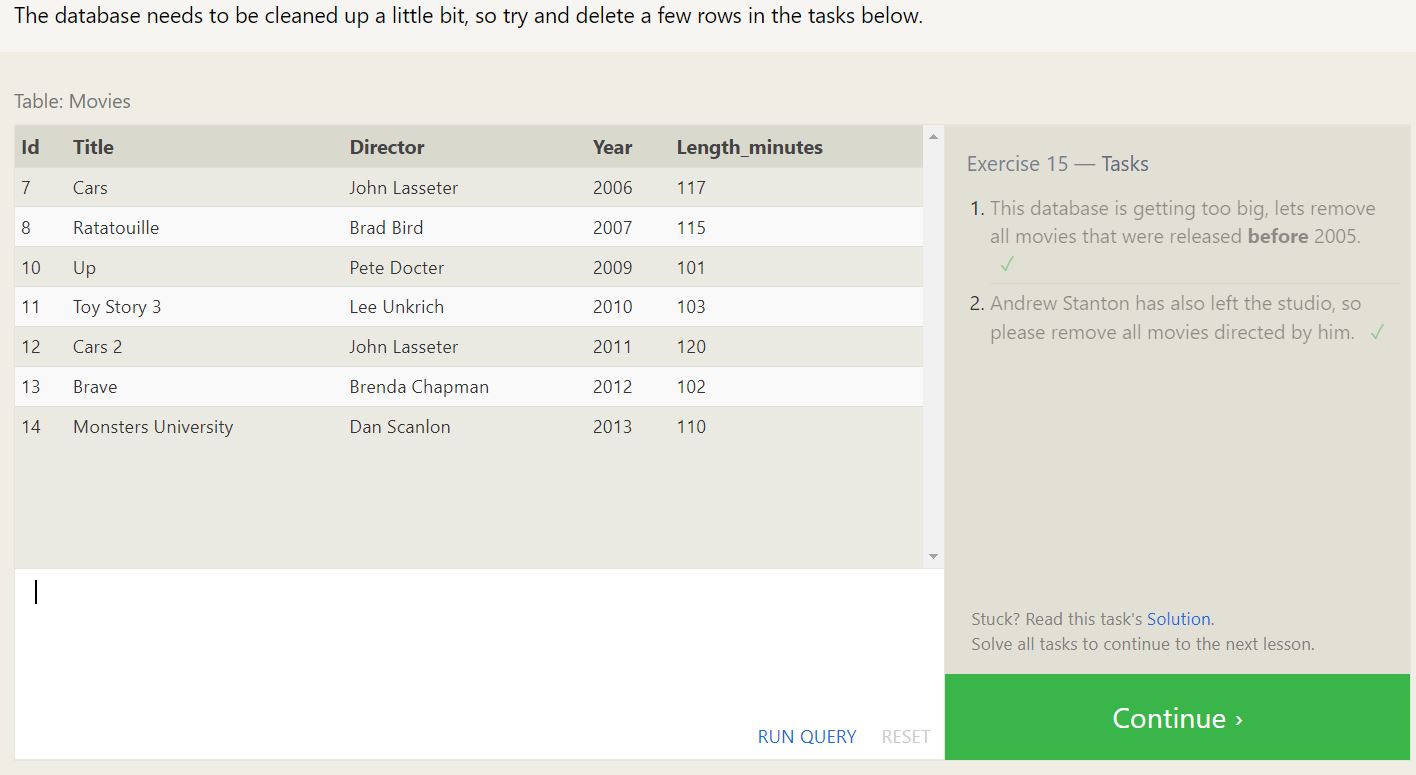 The database needs to be cleaned up a little bit, so try and delete a few rows in the tasks below.
Table: Movies
Id Title Director Year Length_minutes
7 Cars John Lasseter 2006 117
8 Ratatouille Brad Bird 2007 115
10 Up Pete Docter 2009 101
11 Toy Story 3 Lee Unkrich 2010 103
12 Cars 2 John Lasseter 2011 120
13 Brave Brenda Chapman 2012 102
14 Monsters University Dan Scanlon 2013 110
RUN QUERY RESET
Exercise 15 — Tasks
1. This database is getting too big, lets remove
all movies that were released before 2005.
✓
2. Andrew Stanton has also left the studio, so
please remove all movies directed by him. ✓
Stuck? Read this task's Solution.
Solve all tasks to continue to the next lesson.
Continue ›